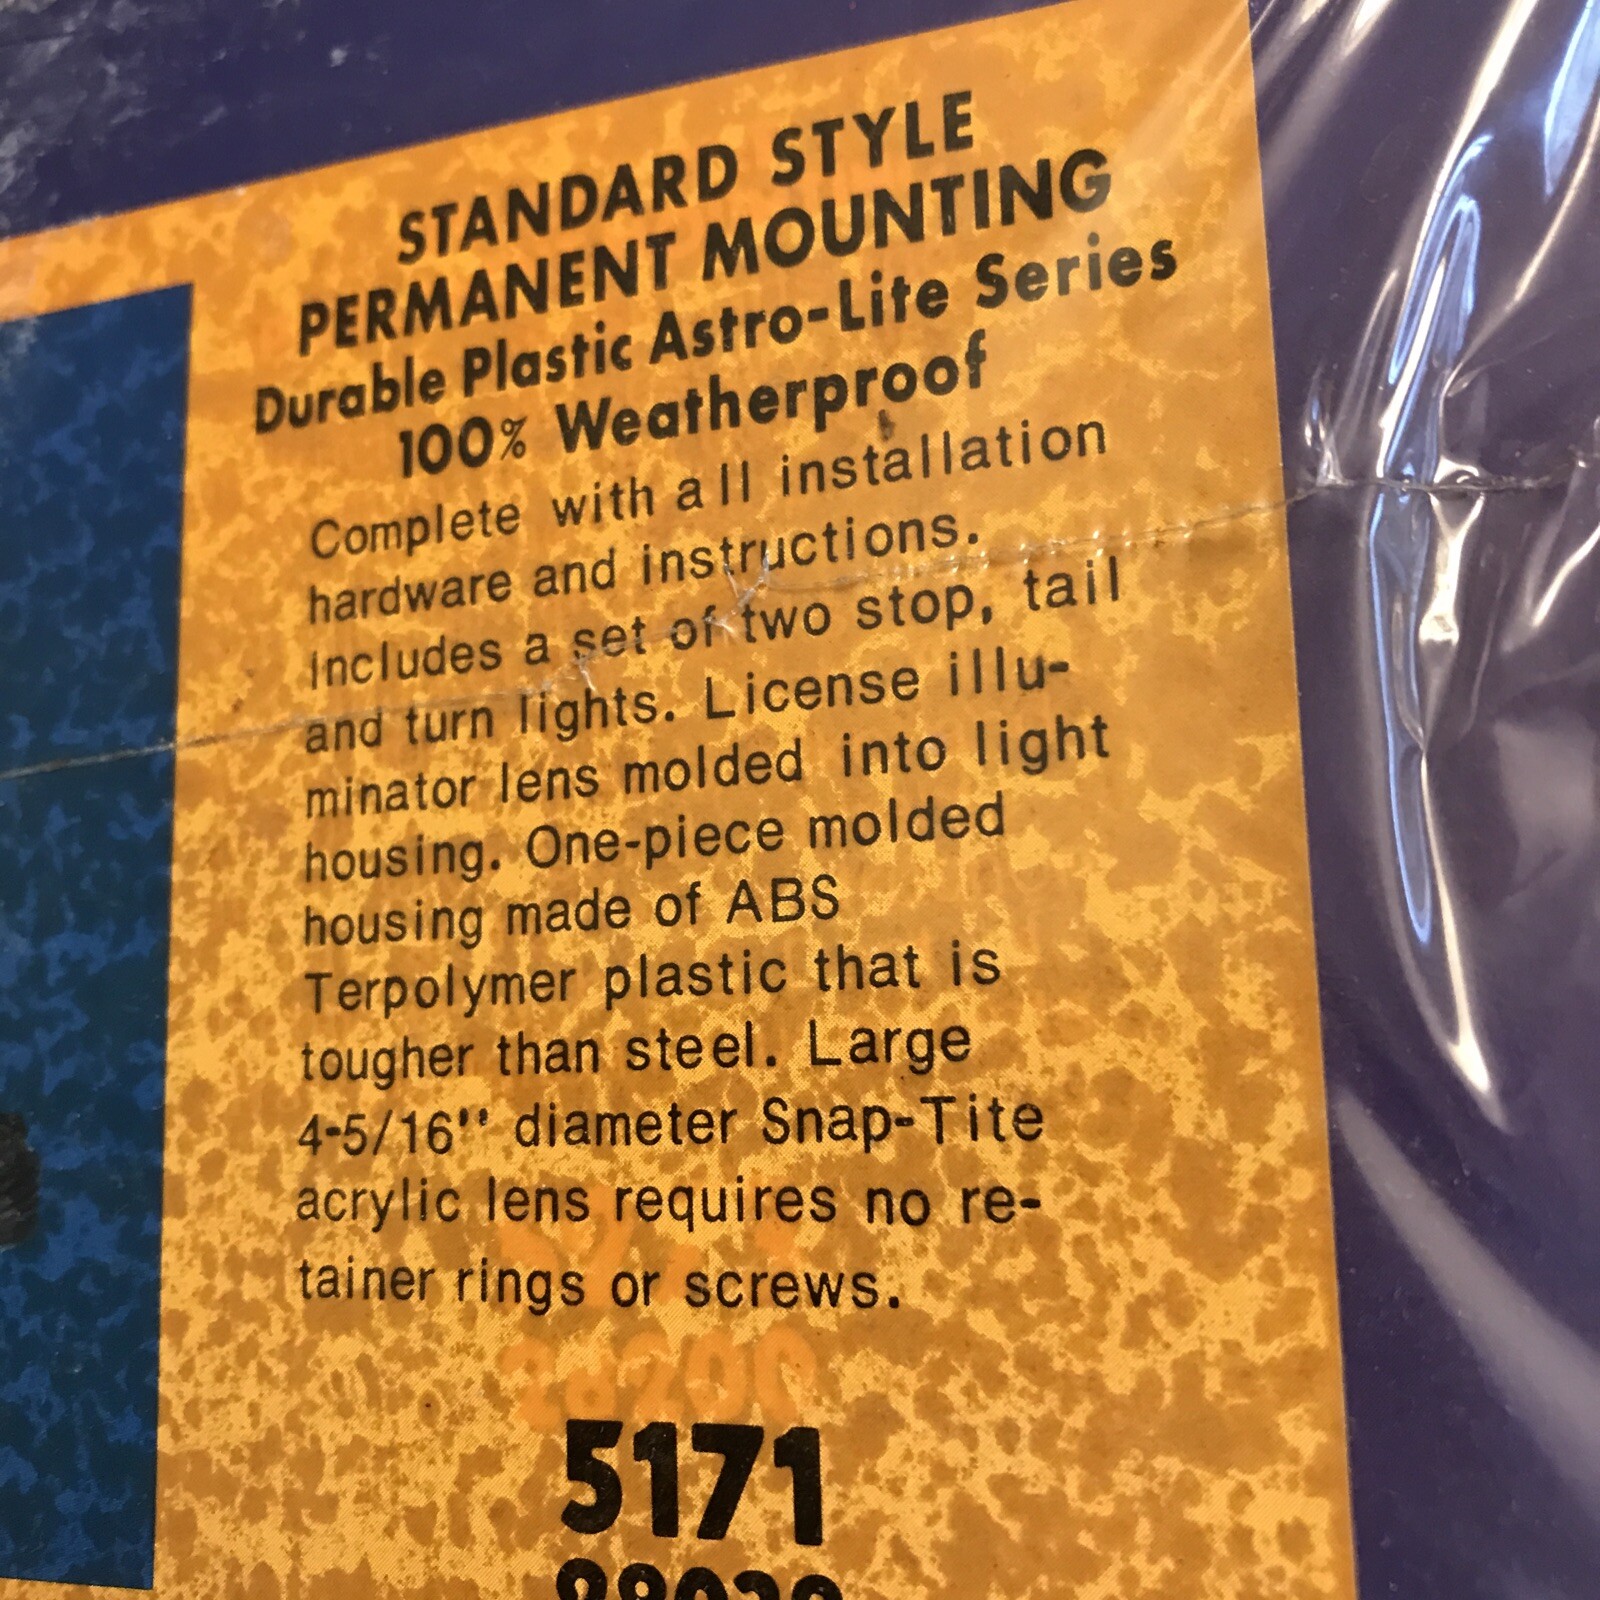 STANDARD STYLE
PERMANENT MOUNTING
Durable Plastic Astro-Lite Series
100% Weatherproof
Complete with all installation
hardware and instructions.
Includes a set of two stop, tail
and turn lights. License illu-
minator lens molded into light
housing. One-piece molded
housing made of ABS
Terpolymer plastic that is
tougher than steel. Large
4-5/16'' diameter Snap-Tite
acrylic lens requires no re-
tainer rings or screws.
5171